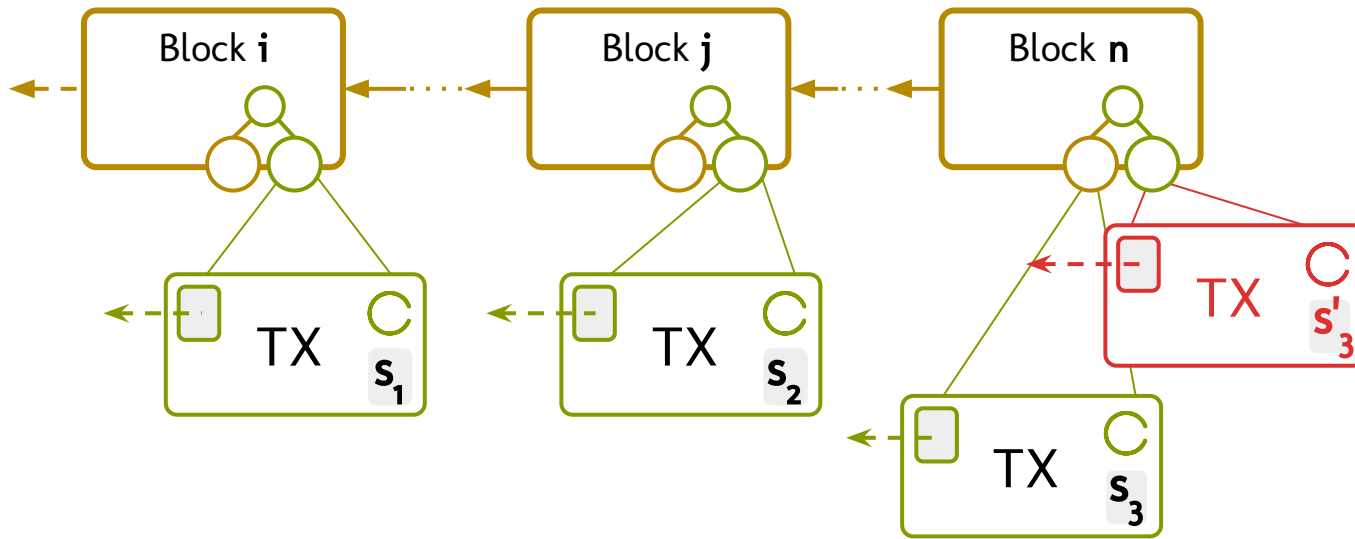 Block i
Block j
Block n
TX
s1
TX
s2
TX
s'3
TX
s3